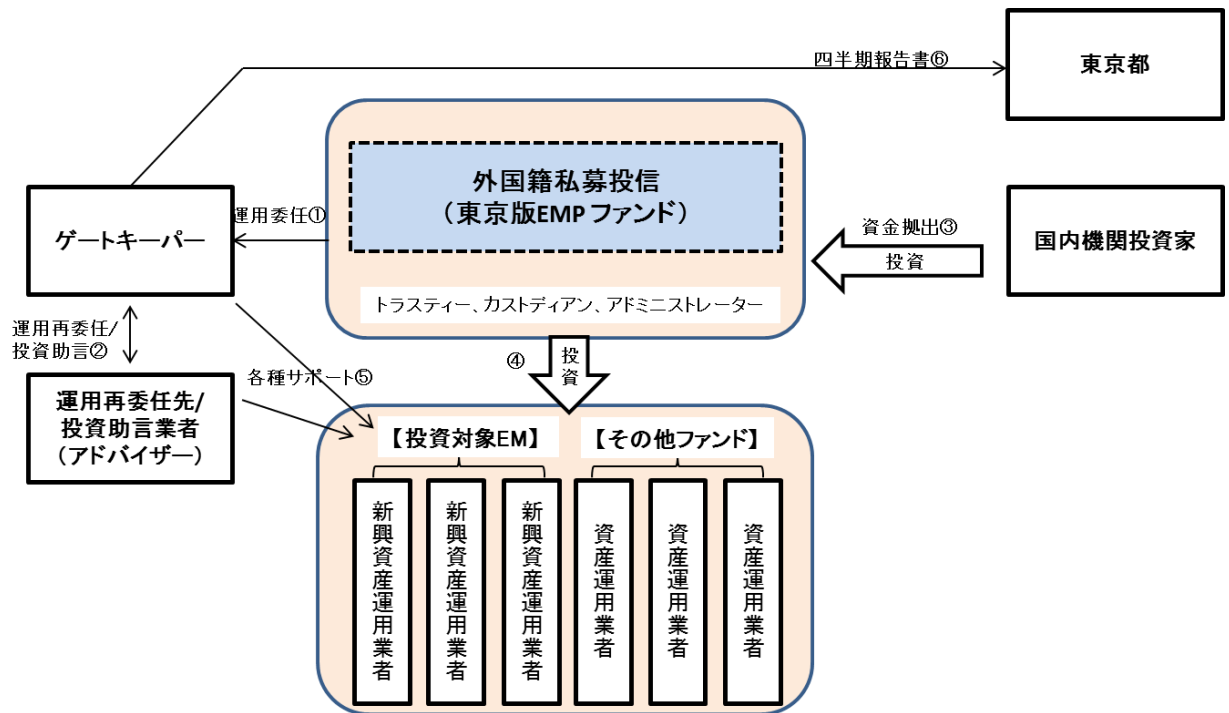 四半期報告書⑥
東京都
外国籍私募投信
（東京版EMP ファンド）
運用委任①
ゲートキーパー
資金拠出③
投資
国内機関投資家
トラスティー、カストディアン、アドミニストレーター
運用再委任/
投資助言②
④
投資
各種サポート⑤
運用再委任先/
投資助言業者
（アドバイザー）
【投資対象EM】
【その他ファンド】
新興資産運用業者
新興資産運用業者
新興資産運用業者
資産運用業者
資産運用業者
資産運用業者